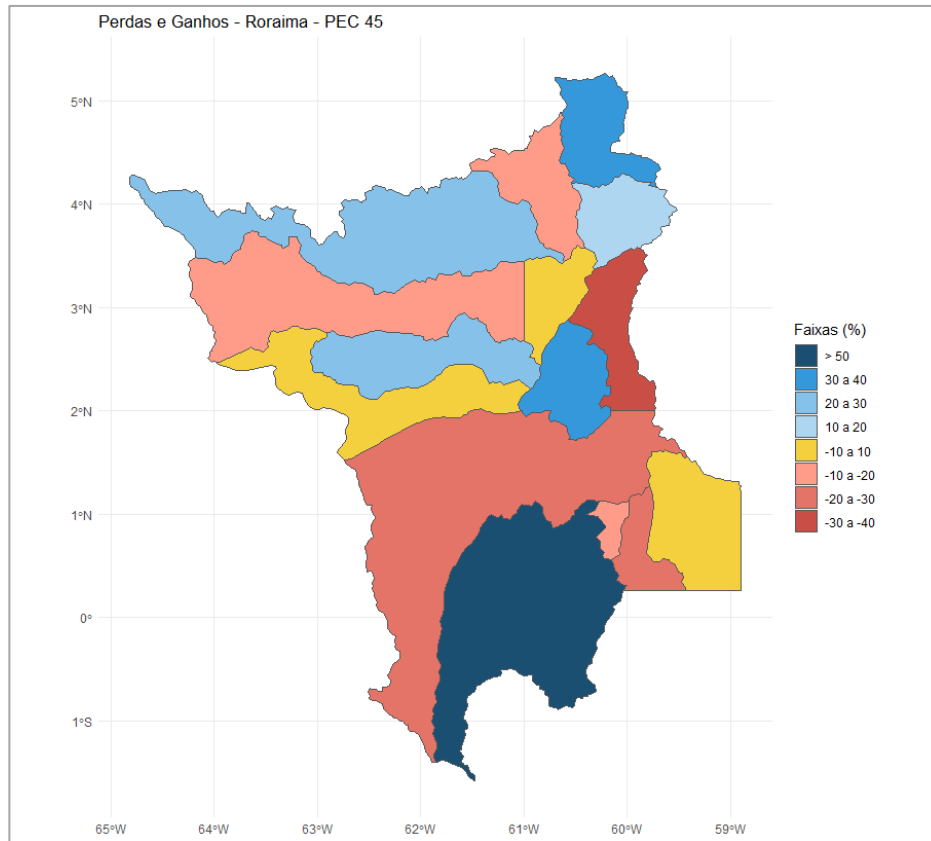 Perdas e Ganhos - Roraima - PEC 45
5°N
4°N
3°N
2°N
1°N
0°
1°S
65°W 64°W 63°W 62°W 61°W 60°W 59°W
Faixas (%)
> 50
30 a 40
20 a 30
10 a 20
-10 a 10
-10 a -20
-20 a -30
-30 a -40